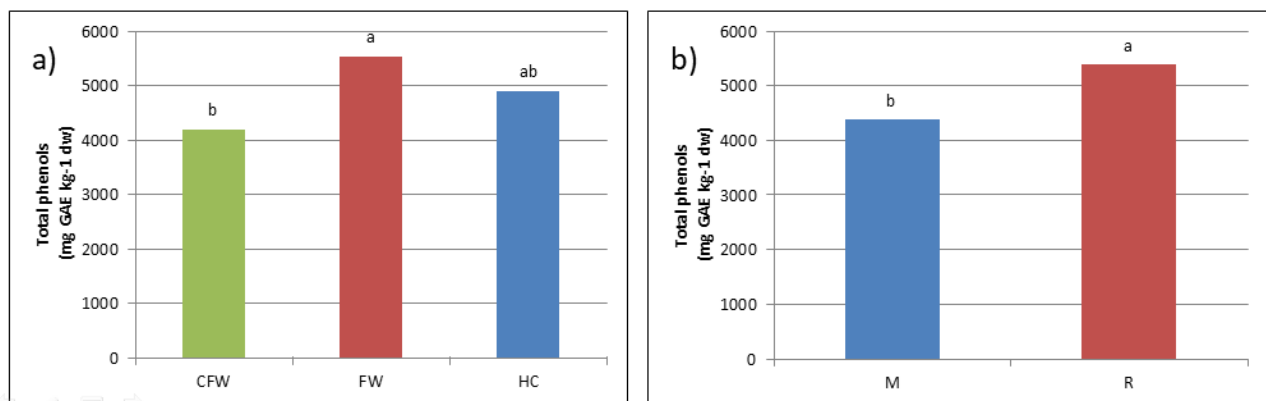 a)
Total phenols
(mg GAE kg-1 dw)
6000
5000
4000
3000
2000
1000
0
b
a
ab
CFW FW HC
b)
Total phenols
(mg GAE kg-1 dw)
6000
5000
4000
3000
2000
1000
0
b
a
M R